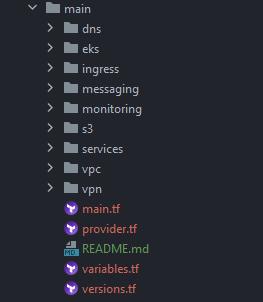 main
dns
eks
ingress
messaging
monitoring
s3
services
vpc
vpn
main.tf
provider.tf
README.md
variables.tf
versions.tf